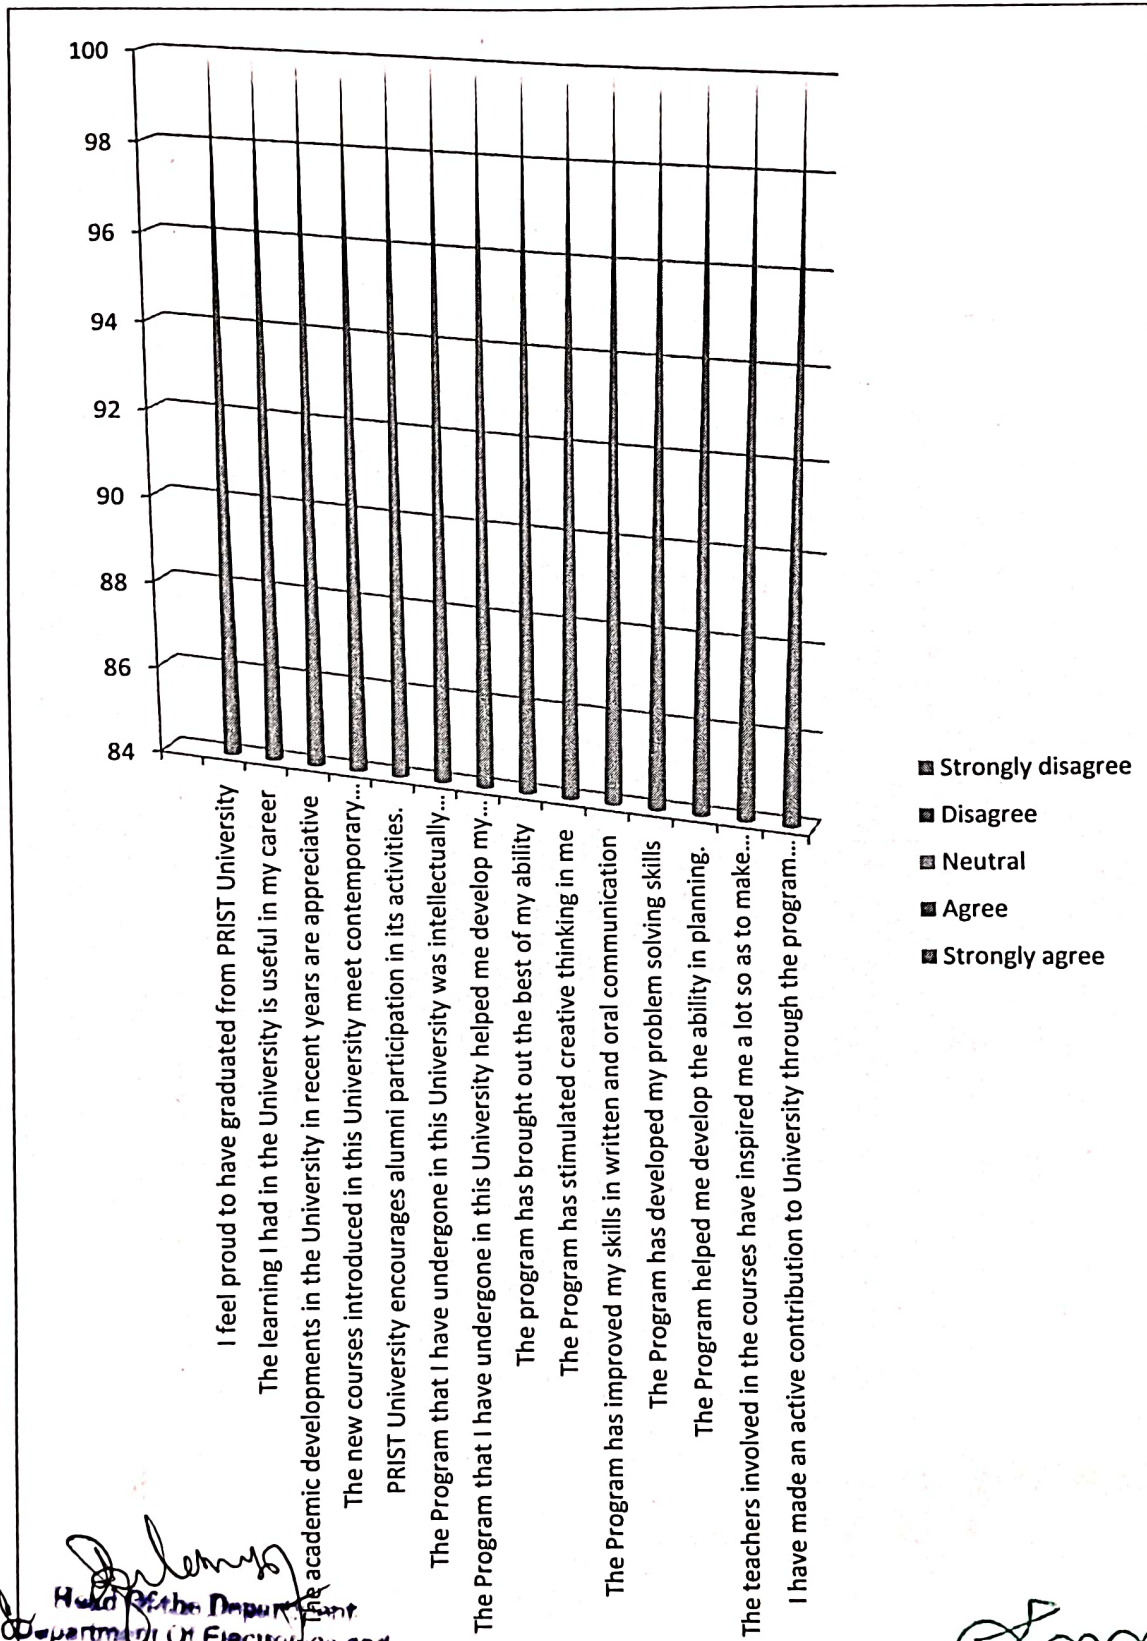 100
98
96
94
92
90
88
86
84
I feel proud to have graduated from PRIST University
The learning I had in the University is useful in my career
The academic developments in the University in recent years are appreciative
The new courses introduced in this University meet contemporary...
PRIST University encourages alumni participation in its activities.
The Program that I have undergone in this University was intellectually...
The Program that I have undergone in this University helped me develop my...
The program has brought out the best of my ability
The Program has stimulated creative thinking in me
The Program has improved my skills in written and oral communication
The Program has developed my problem solving skills
The Program helped me develop the ability in planning.
The teachers involved in the courses have inspired me a lot so as to make...
I have made an active contribution to University through the program...
Strongly disagree
Disagree
Neutral
Agree
Strongly agree
Head Of the Department